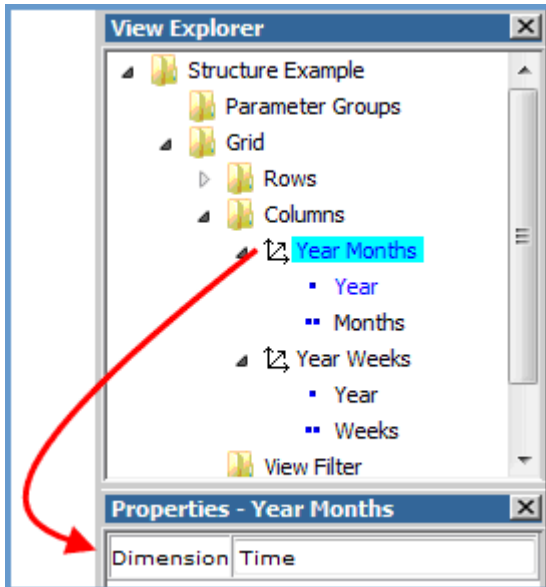 View Explorer
Structure Example
Parameter Groups
Grid
Rows
Columns
Year Months
Year
Months
Year Weeks
Year
Weeks
View Filter
Properties - Year Months
Dimension Time